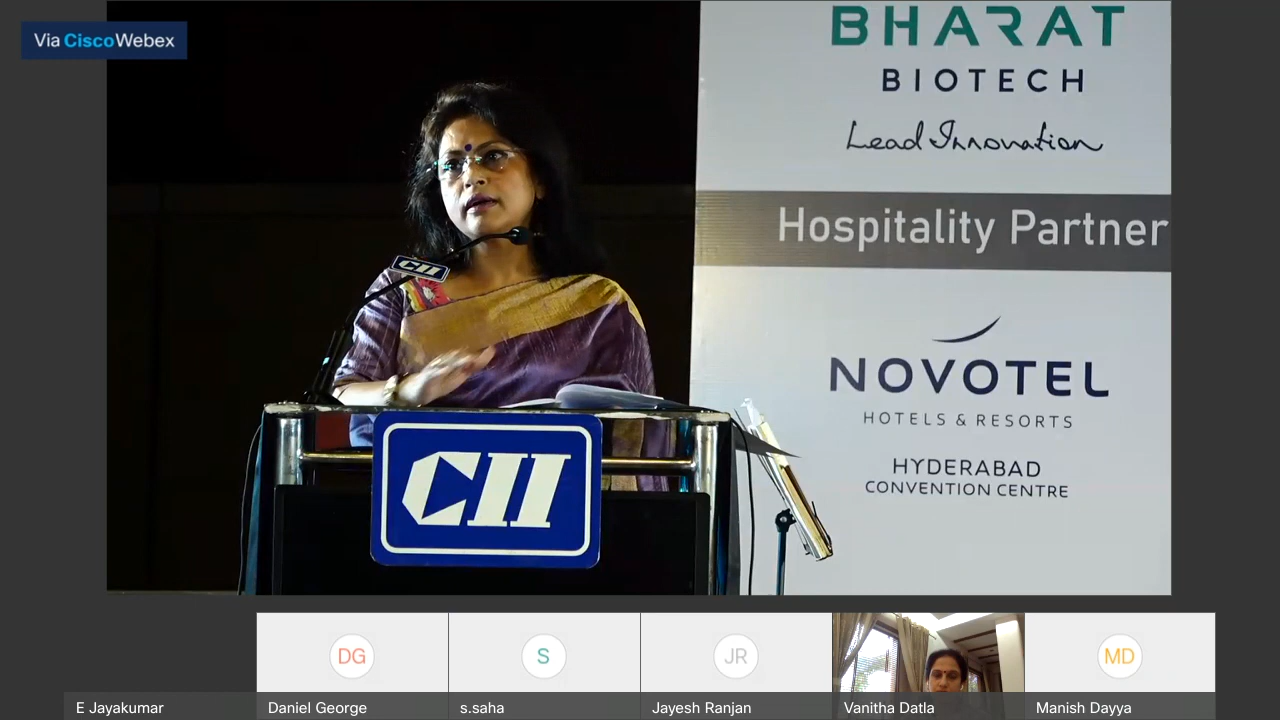 Via CiscoWebex
BHARAT
BIOTECH
Lead Innovation
Hospitality Partner
NOVOTEL
HOTELS & RESORTS
HYDERABAD
CONVENTION CENTRE
CII
CII
DG
S
JR
MD
E Jayakumar
Daniel George
s.saha
Jayesh Ranjan
Vanitha Datla
Manish Dayya